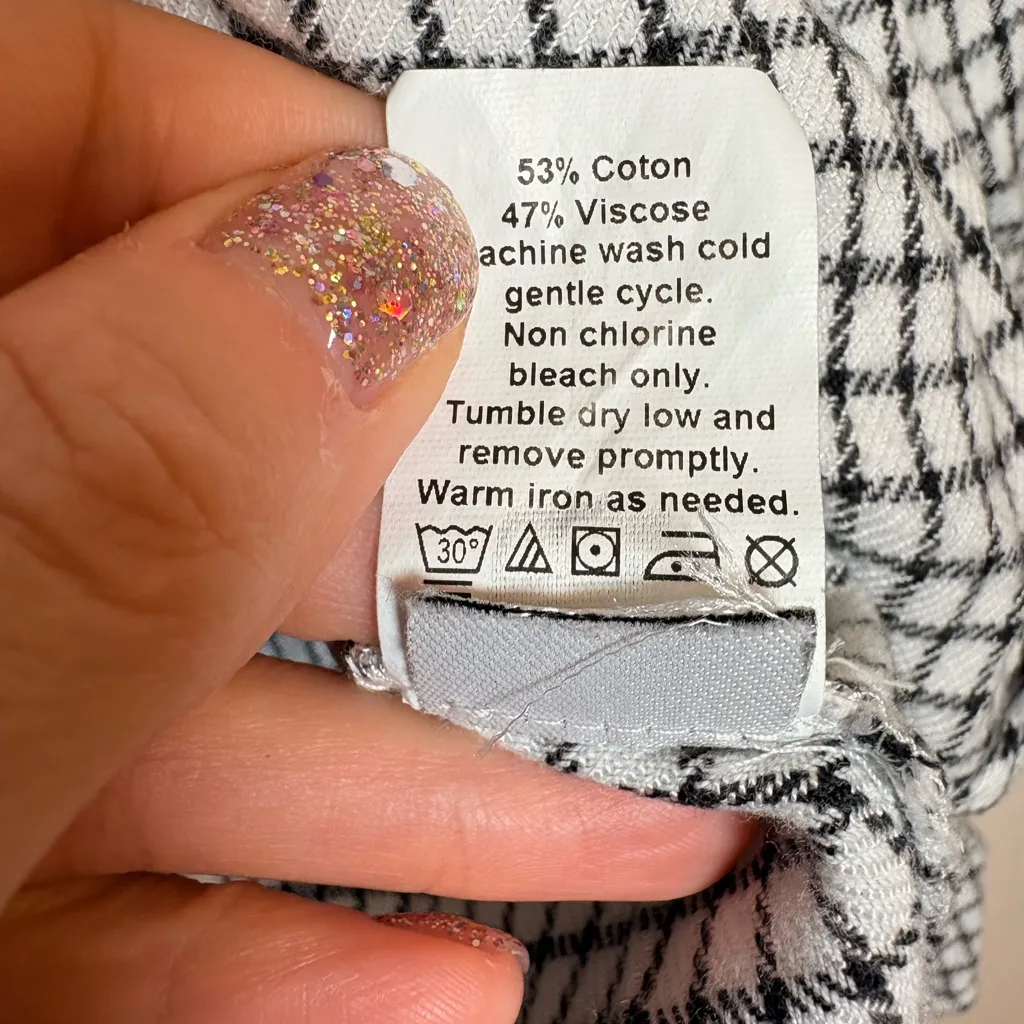 53% Coton
47% Viscose
achine wash cold
gentle cycle.
Non chlorine
bleach only.
Tumble dry low and
remove promptly.
Warm iron as needed.
30°